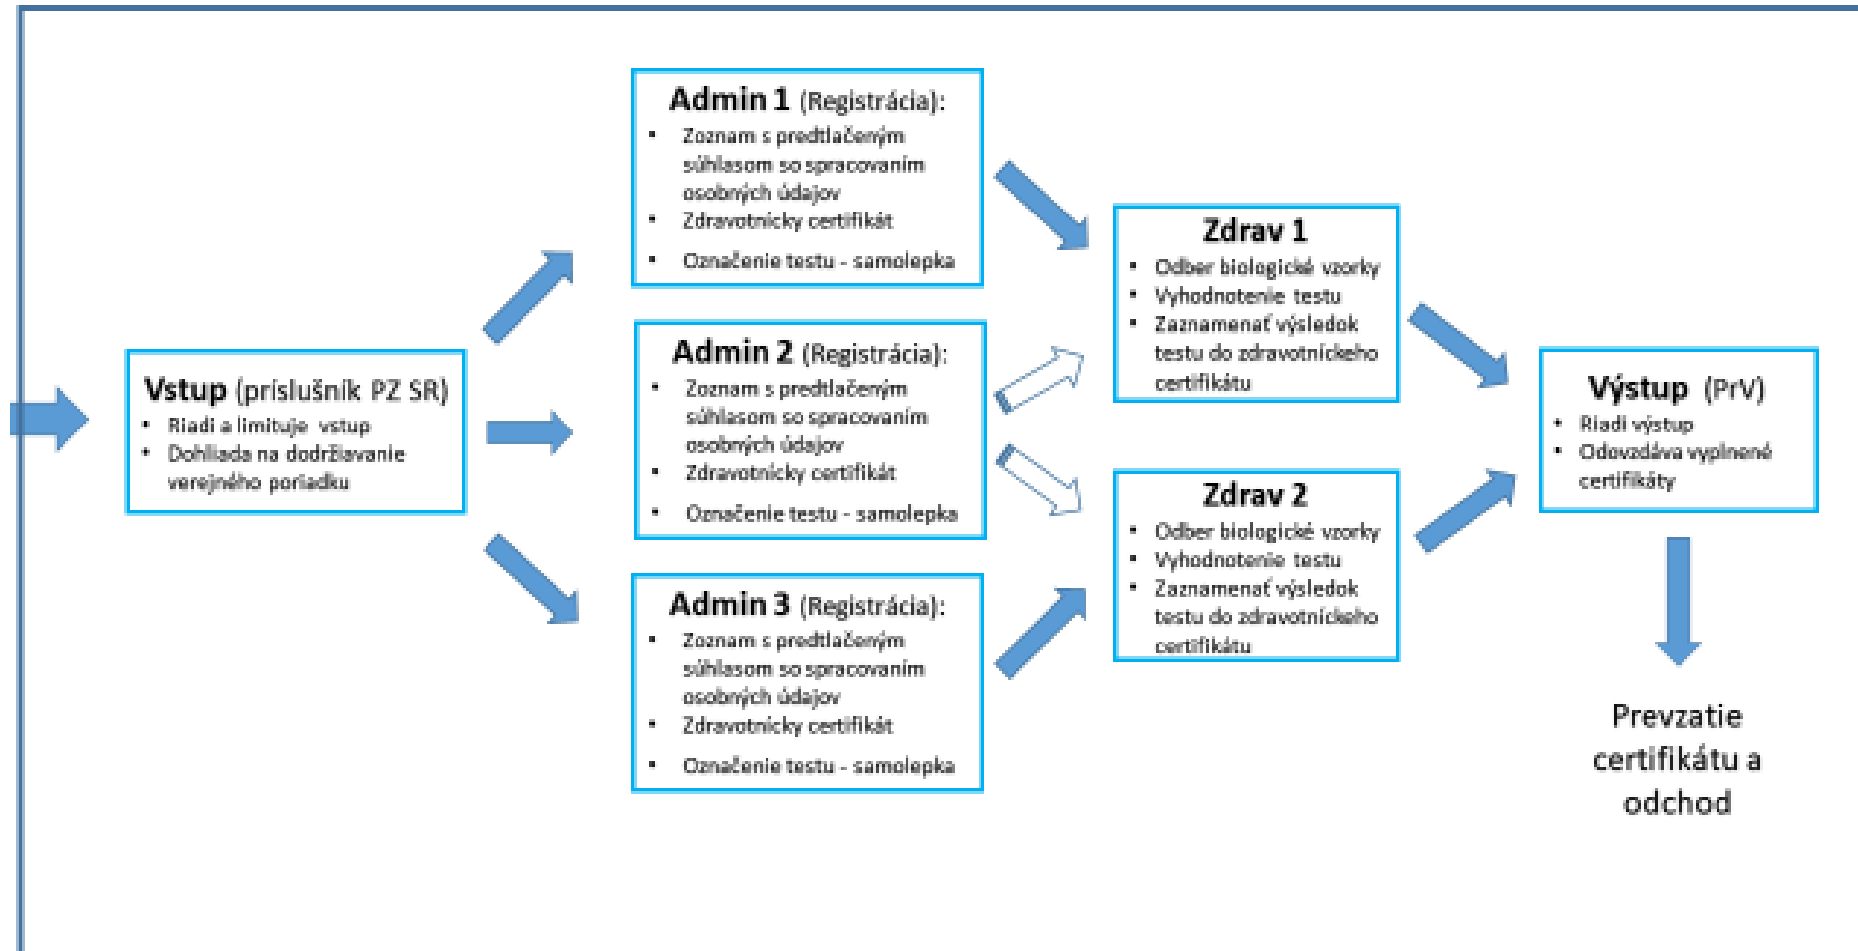 Vstup (príslušník PZ SR)
• Riadi a limituje vstup
• Dohliada na dodržiavanie
verejného poriadku
Admin 1 (Registrácia):
• Zoznam s predtlačeným
súhlasom so spracovaním
osobných údajov
• Zdravotnícky certifikát
• Označenie testu - samolepka
Admin 2 (Registrácia):
• Zoznam s predtlačeným
súhlasom so spracovaním
osobných údajov
• Zdravotnícky certifikát
• Označenie testu - samolepka
Admin 3 (Registrácia):
• Zoznam s predtlačeným
súhlasom so spracovaním
osobných údajov
• Zdravotnícky certifikát
• Označenie testu - samolepka
Zdrav 1
• Odber biologické vzorky
• Vyhodnotenie testu
• Zaznamenať výsledok
testu do zdravotníckeho
certifikátu
Zdrav 2
• Odber biologické vzorky
• Vyhodnotenie testu
• Zaznamenať výsledok
testu do zdravotníckeho
certifikátu
Výstup (PrV)
• Riadi výstup
• Odovzdáva vyplnené
certifikáty
Prevzatie
certifikátu a
odchod